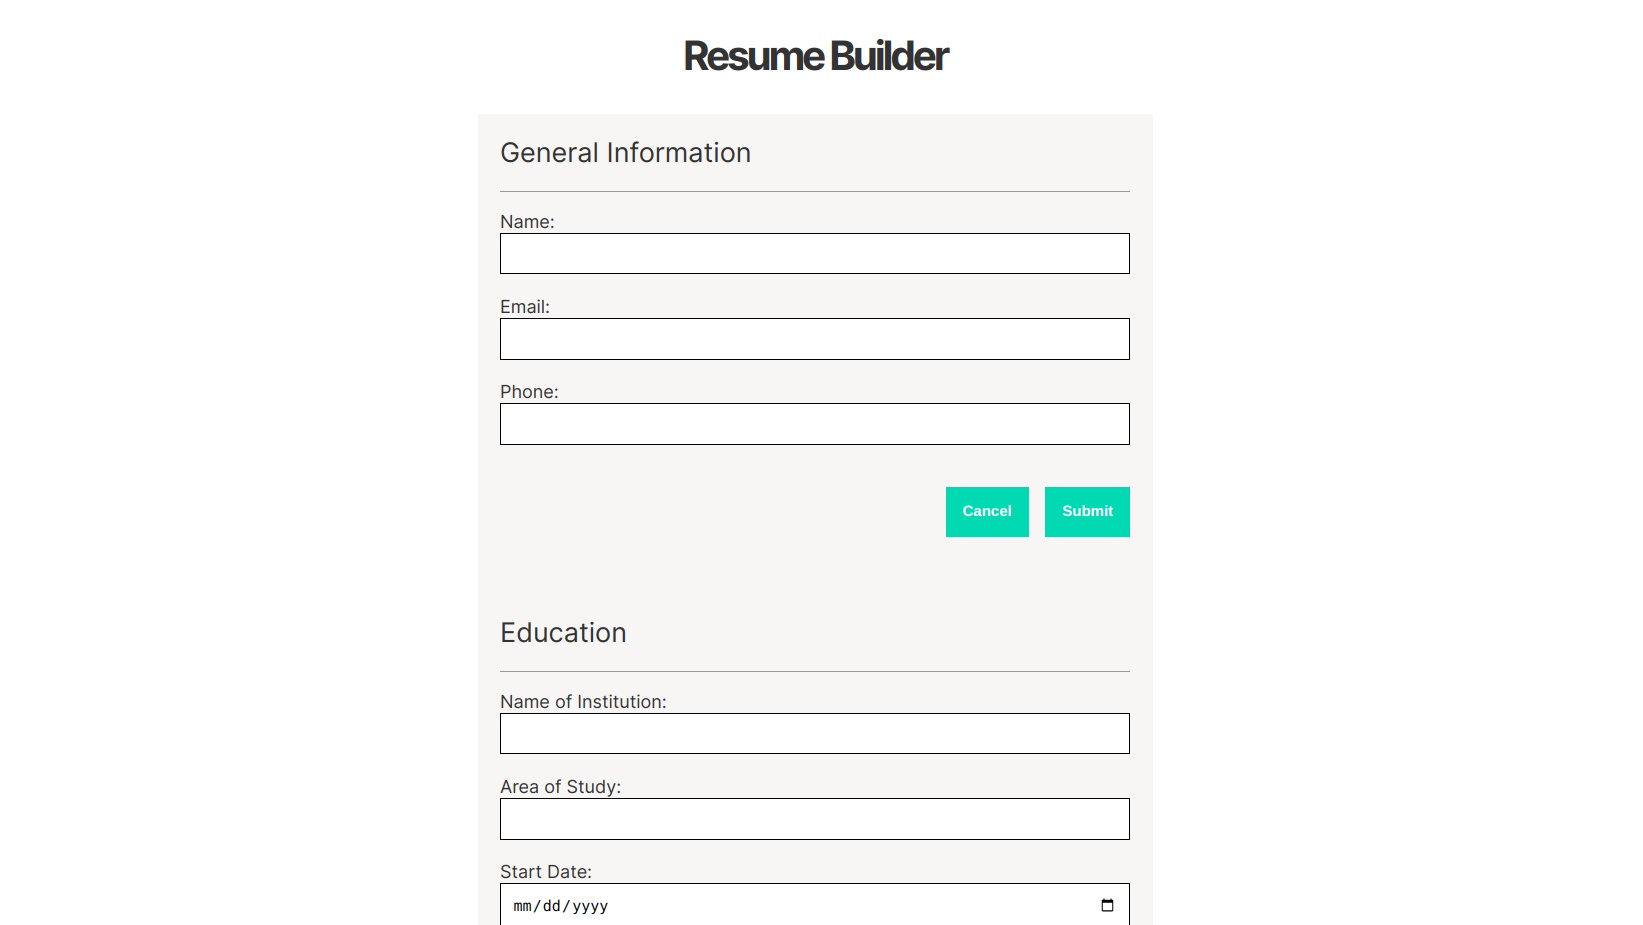 Resume Builder
General Information
Name:
Email:
Phone:
Cancel Submit
Education
Name of Institution:
Area of Study:
Start Date:
mm/dd/yyyy